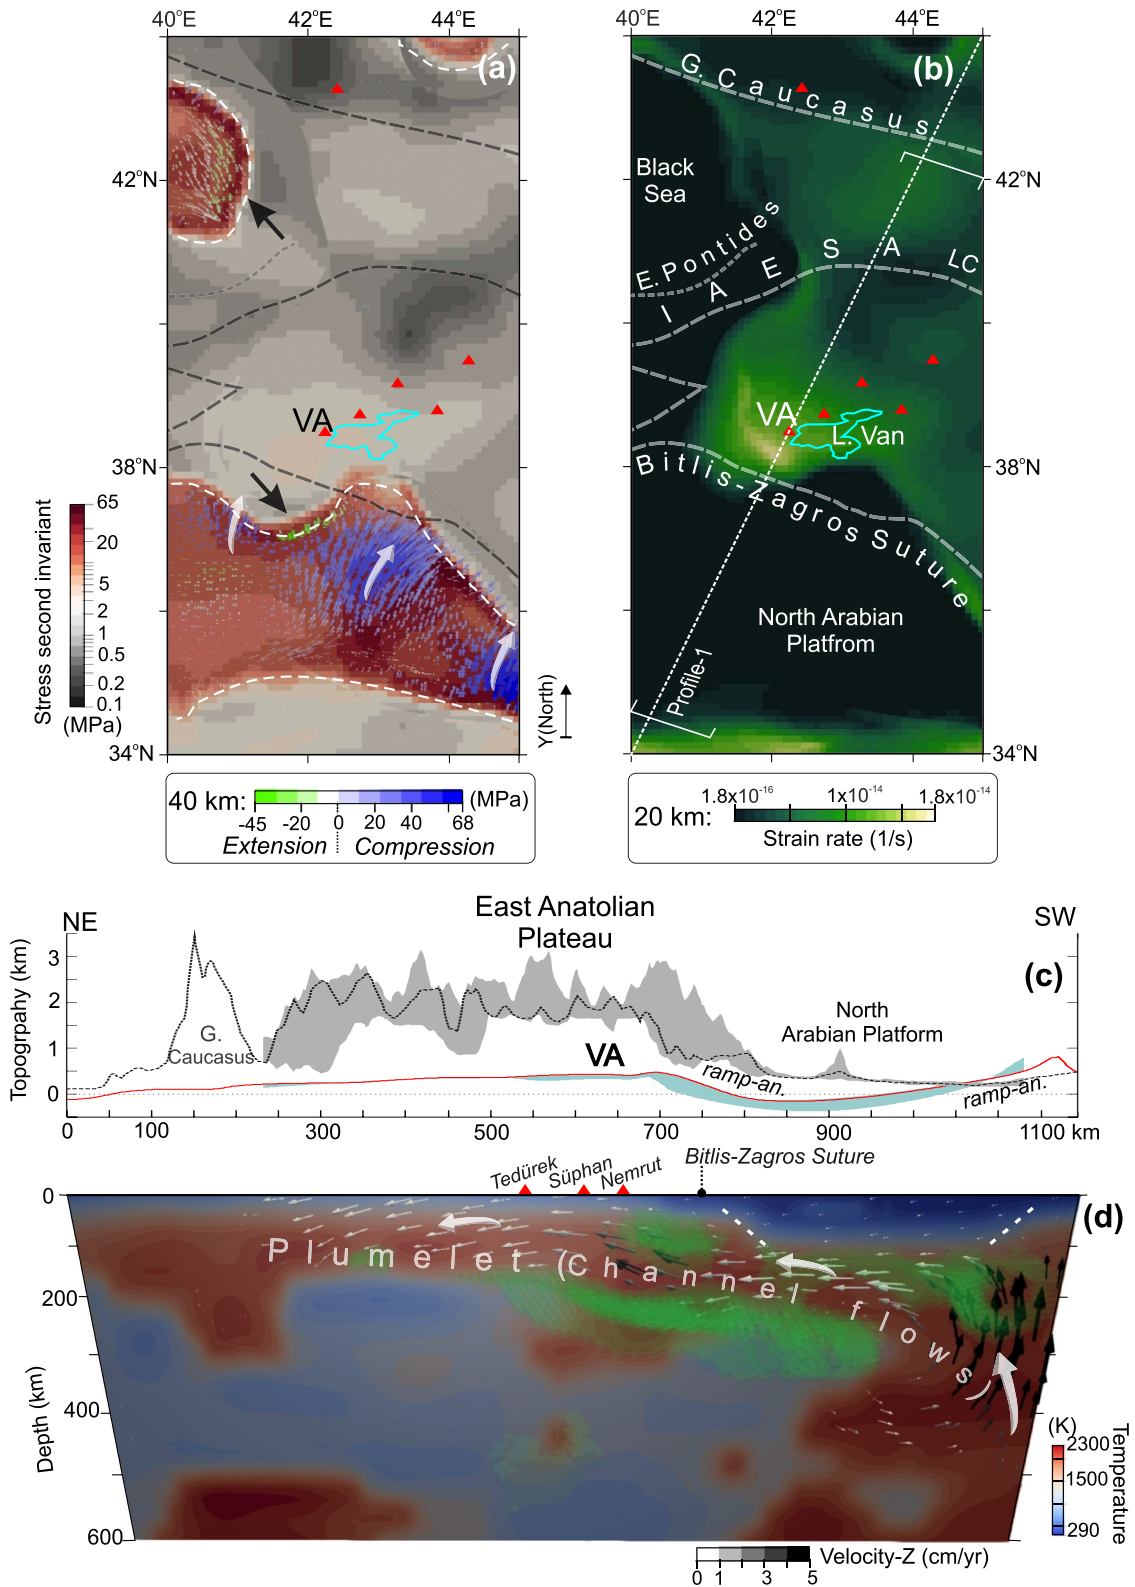 40°E
42°E
44°E
40°E
42°E
44°E
(a)
(b)
G. Caucasus
Black
Sea
42°N
42°N
E. Pontides
IAESA
LC
VA
VA
L. Van
38°N
38°N
Bitlis-Zagros Suture
Stress second invariant
(MPa)
65
20
5
2
1
0.5
0.2
0.1
North Arabian
Platfrom
Profile-1
Y(North)
34°N
34°N
40 km:
(MPa)
-45
-20
0
20
40
68
Extension
Compression
20 km:
1.8x10-16
1x10-14
1.8x10-14
Strain rate (1/s)
NE
East Anatolian
Plateau
SW
(c)
Topogrpahy (km)
3
2
1
0
G.
Caucasus
VA
North
Arabian Platform
ramp-an.
ramp-an.
0
100
300
500
700
900
1100 km
Tedürek
Süphan
Nemrut
Bitlis-Zagros Suture
(d)
Depth (km)
0
200
400
600
Plumelet (Channel flows)
(K)
2300
1500
290
Temperature
Velocity-Z (cm/yr)
0
1
3
5